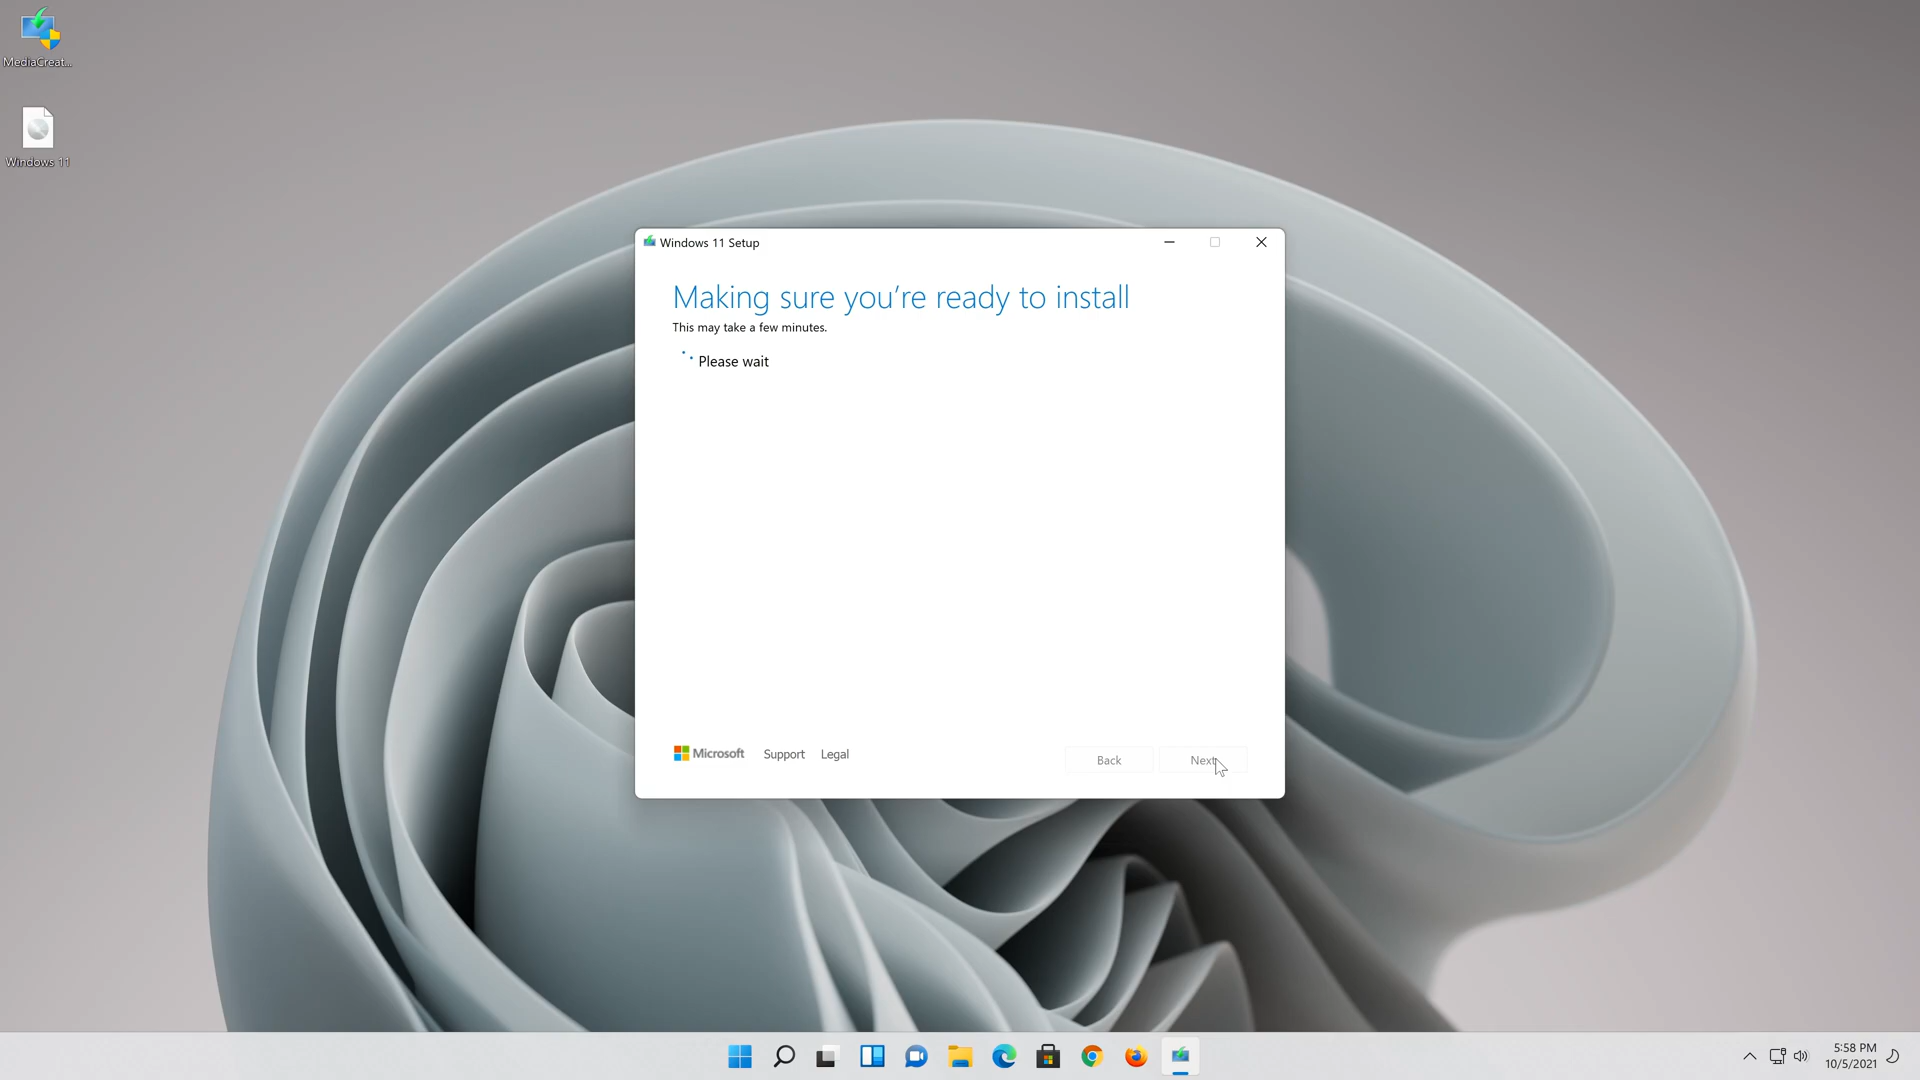 MediaCreat...
Windows 11
Windows 11 Setup
Making sure you're ready to install
This may take a few minutes.
Please wait
Microsoft Support Legal
Back Next
5:58 PM
10/5/2021